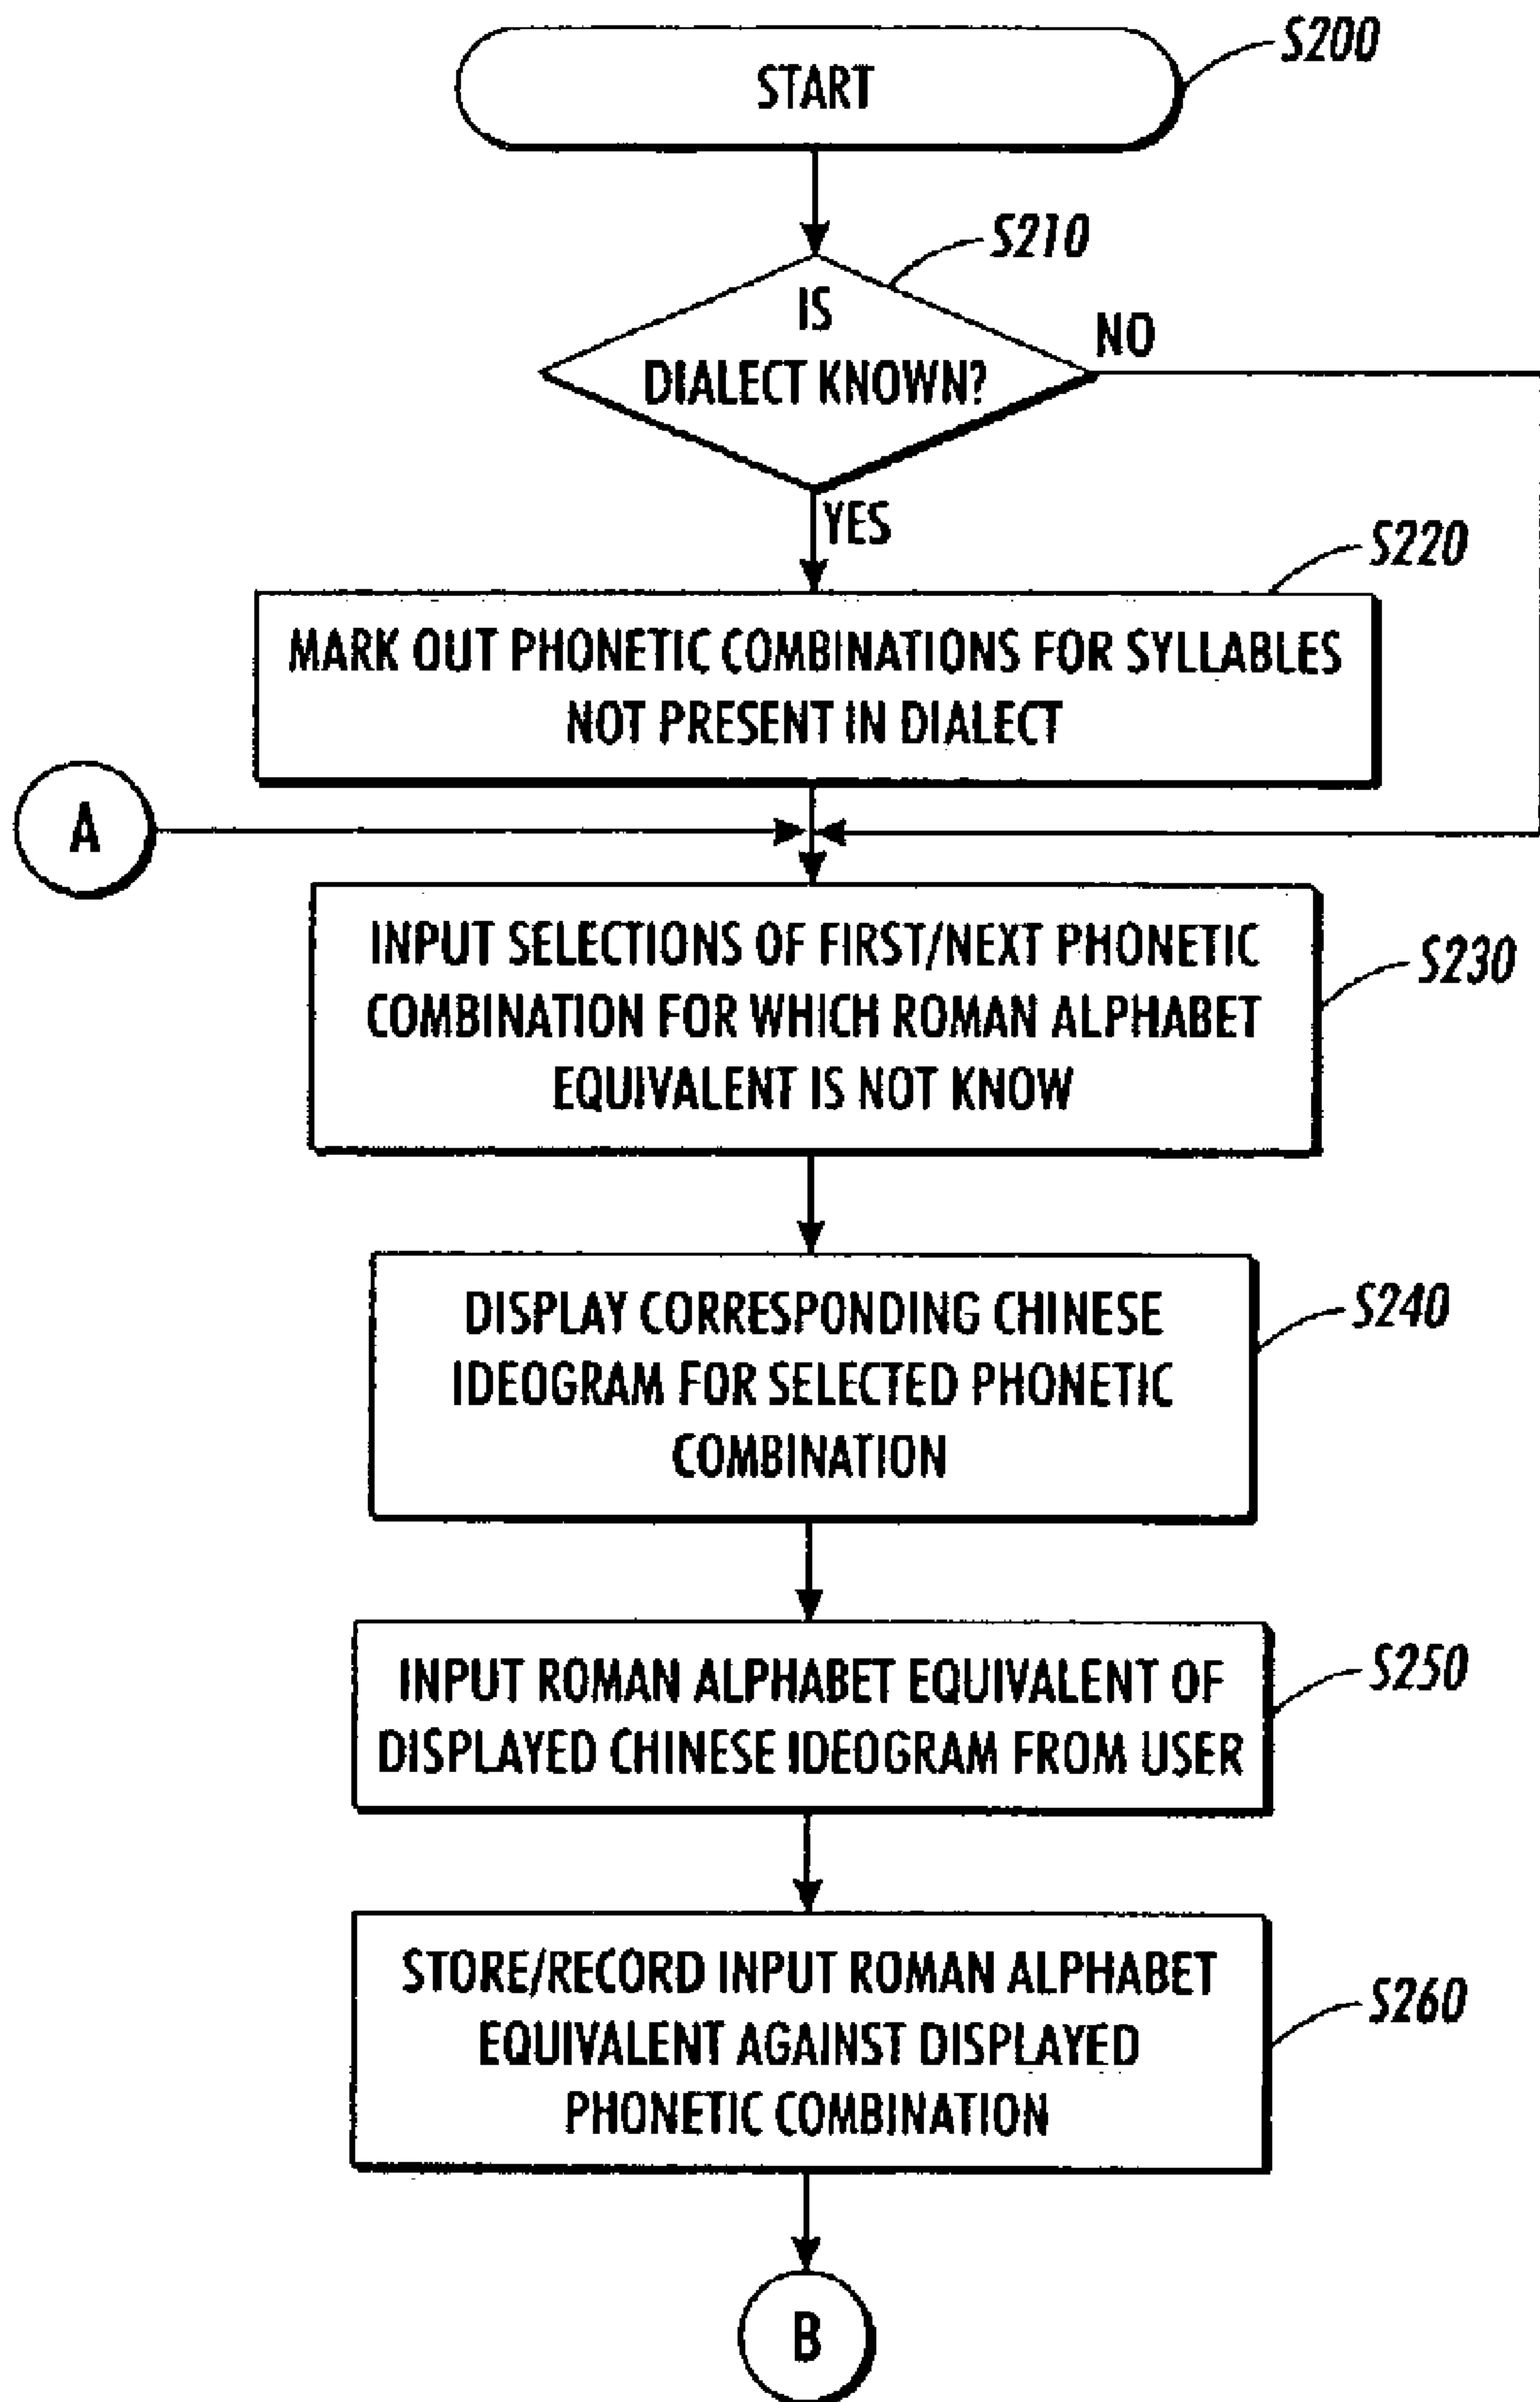 START
S200
S210
IS
DIALECT KNOWN?
NO
YES
S220
MARK OUT PHONETIC COMBINATIONS FOR SYLLABLES
NOT PRESENT IN DIALECT
A
INPUT SELECTIONS OF FIRST/NEXT PHONETIC
COMBINATION FOR WHICH ROMAN ALPHABET
EQUIVALENT IS NOT KNOW
S230
DISPLAY CORRESPONDING CHINESE
IDEOGRAM FOR SELECTED PHONETIC
COMBINATION
S240
INPUT ROMAN ALPHABET EQUIVALENT OF
DISPLAYED CHINESE IDEOGRAM FROM USER
S250
STORE/RECORD INPUT ROMAN ALPHABET
EQUIVALENT AGAINST DISPLAYED
PHONETIC COMBINATION
S260
B